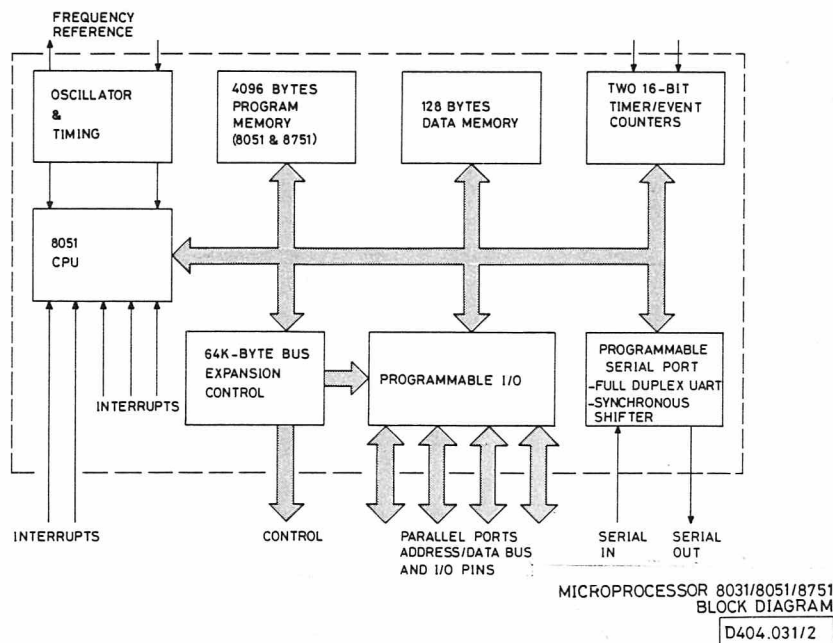 FREQUENCY
REFERENCE
OSCILLATOR
&
TIMING
4096 BYTES
PROGRAM
MEMORY
(8051 & 8751)
128 BYTES
DATA MEMORY
TWO 16-BIT
TIMER/EVENT
COUNTERS
8051
CPU
64K-BYTE BUS
EXPANSION
CONTROL
PROGRAMMABLE I/O
PROGRAMMABLE
SERIAL PORT
-FULL DUPLEX UART
-SYNCHRONOUS
SHIFTER
INTERRUPTS
INTERRUPTS
CONTROL
PARALLEL PORTS
ADDRESS/DATA BUS
AND I/O PINS
SERIAL
IN
SERIAL
OUT
MICROPROCESSOR 8031/8051/8751
BLOCK DIAGRAM
D404.031/2